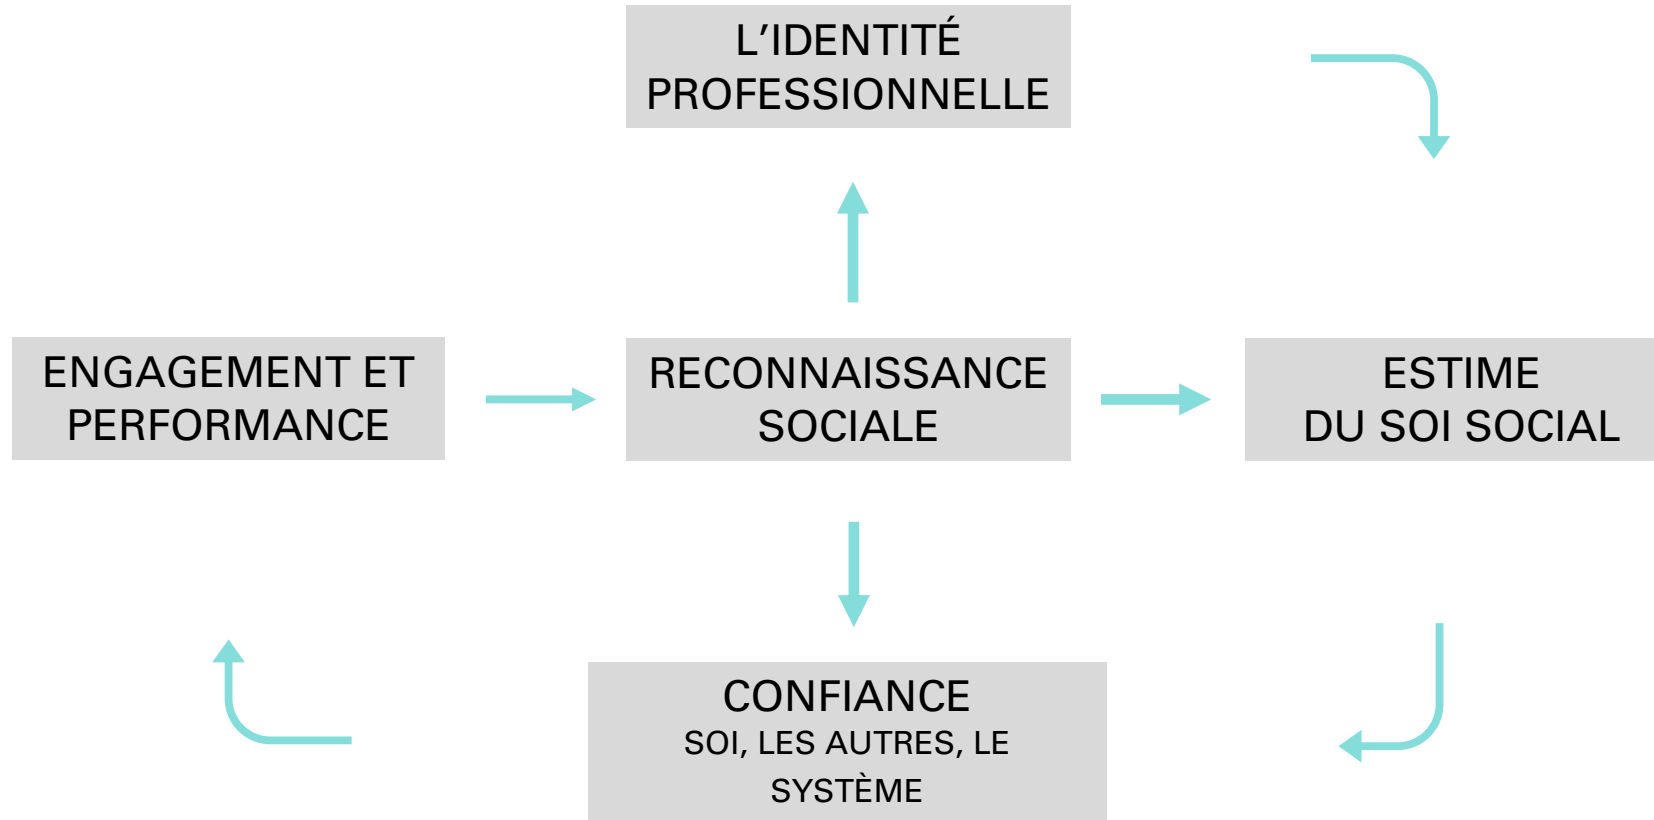 L’IDENTITÉ
PROFESSIONNELLE
ENGAGEMENT ET
PERFORMANCE
RECONNAISSANCE
SOCIALE
ESTIME
DU SOI SOCIAL
CONFIANCE
SOI, LES AUTRES, LE
SYSTÈME